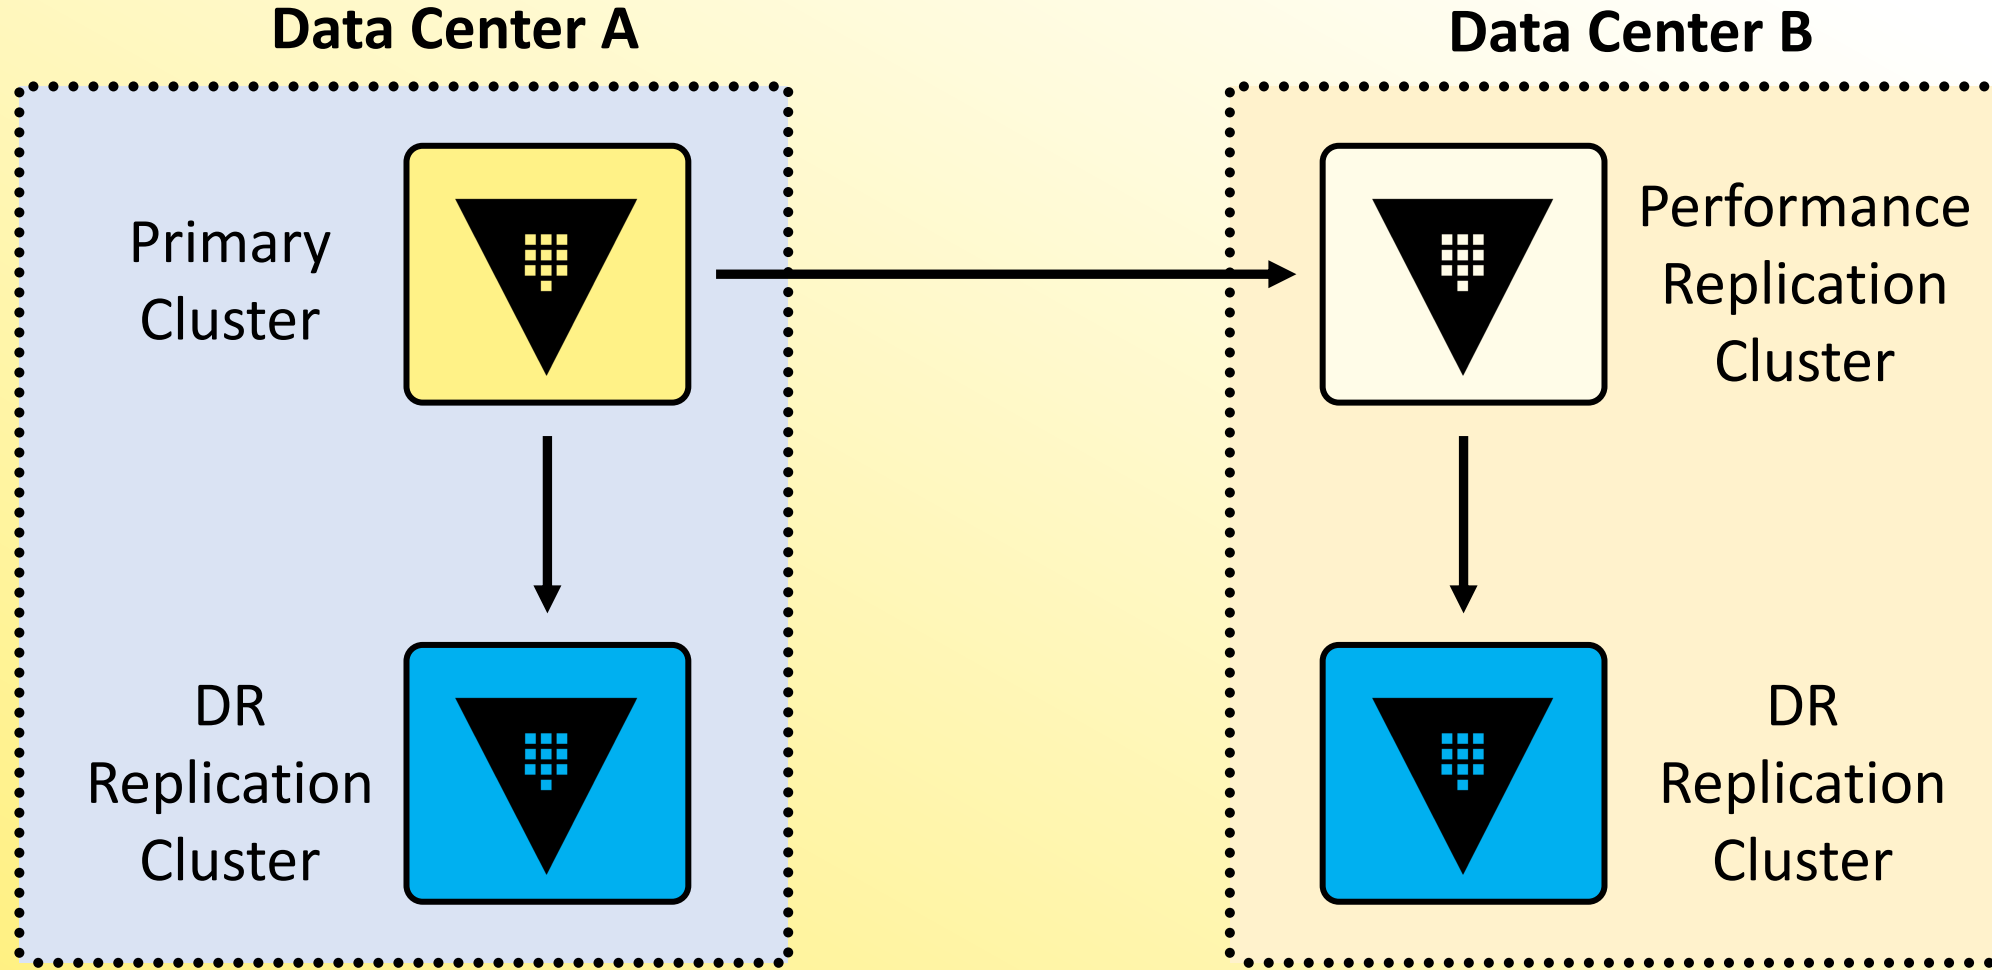 Data Center A
Data Center B
Primary
Cluster
Performance
Replication
Cluster
DR
Replication
Cluster
DR
Replication
Cluster